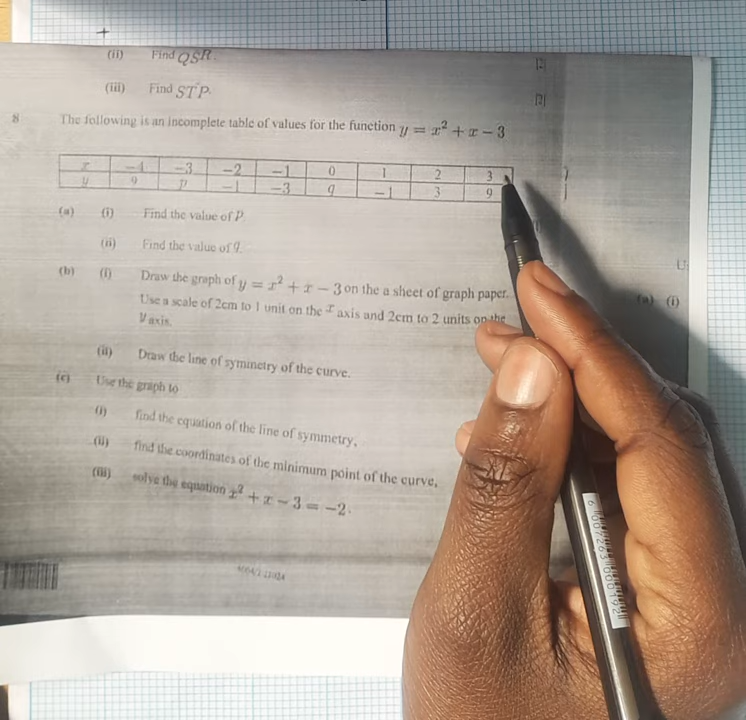 (ii) Find QSR. [2]
(iii) Find STP. [2]
8 The following is an incomplete table of values for the function y = x² + x − 3
x −4 −3 −2 −1 0 1 2 3
y 9 p −1 −3 q −1 3 9
(a) (i) Find the value of P.
(ii) Find the value of q.
(b) (i) Draw the graph of y = x² + x − 3 on the a sheet of graph paper.
Use a scale of 2cm to 1 unit on the x axis and 2cm to 2 units on the
y axis.
(a) (i)
(ii) Draw the line of symmetry of the curve.
(c) Use the graph to
(i) find the equation of the line of symmetry,
(ii) find the coordinates of the minimum point of the curve,
(iii) solve the equation x² + x − 3 = −2.